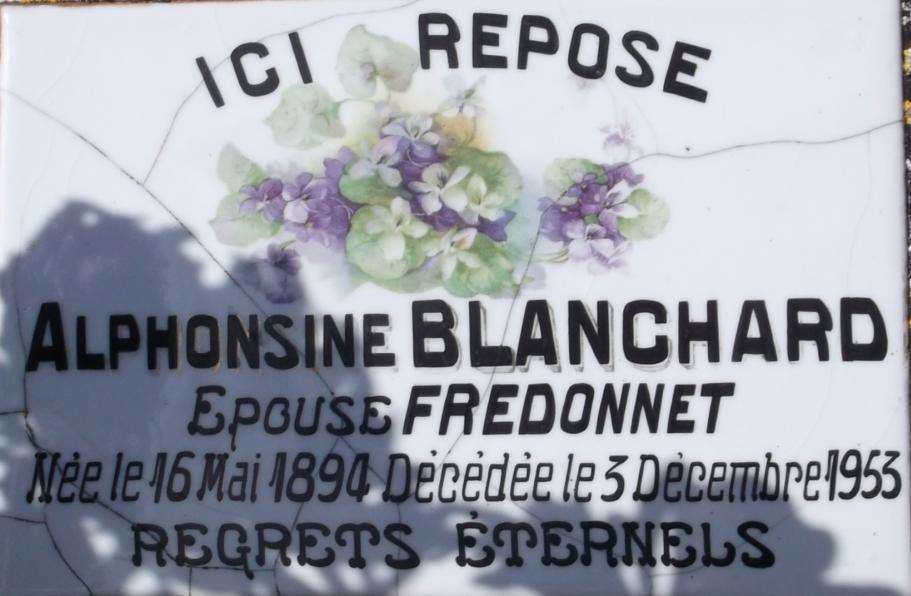 ICI REPOSE
ALPHONSINE BLANCHARD
Epouse FREDONNET
Née le 16 Mai 1894 Décédée le 3 Décembre 1953
REGRETS ÉTERNELS